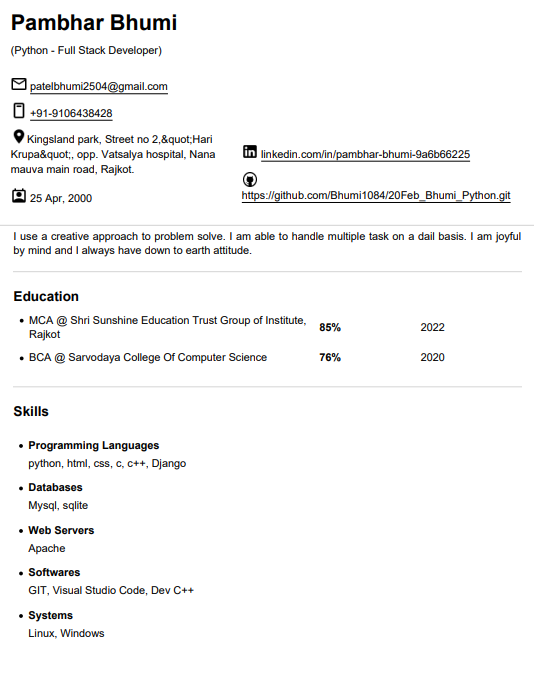 Pambhar Bhumi
(Python - Full Stack Developer)
patelbhumi2504@gmail.com
+91-9106438428
Kingsland park, Street no 2,&quot;Hari
Krupa&quot;, opp. Vatsalya hospital, Nana
mauva main road, Rajkot.
25 Apr, 2000
linkedin.com/in/pambhar-bhumi-9a6b66225
https://github.com/Bhumi1084/20Feb_Bhumi_Python.git
I use a creative approach to problem solve. I am able to handle multiple task on a dail basis. I am joyful
by mind and I always have down to earth attitude.
Education
• MCA @ Shri Sunshine Education Trust Group of Institute,
Rajkot
85% 2022
• BCA @ Sarvodaya College Of Computer Science 76% 2020
Skills
• Programming Languages
python, html, css, c, c++, Django
• Databases
Mysql, sqlite
• Web Servers
Apache
• Softwares
GIT, Visual Studio Code, Dev C++
• Systems
Linux, Windows